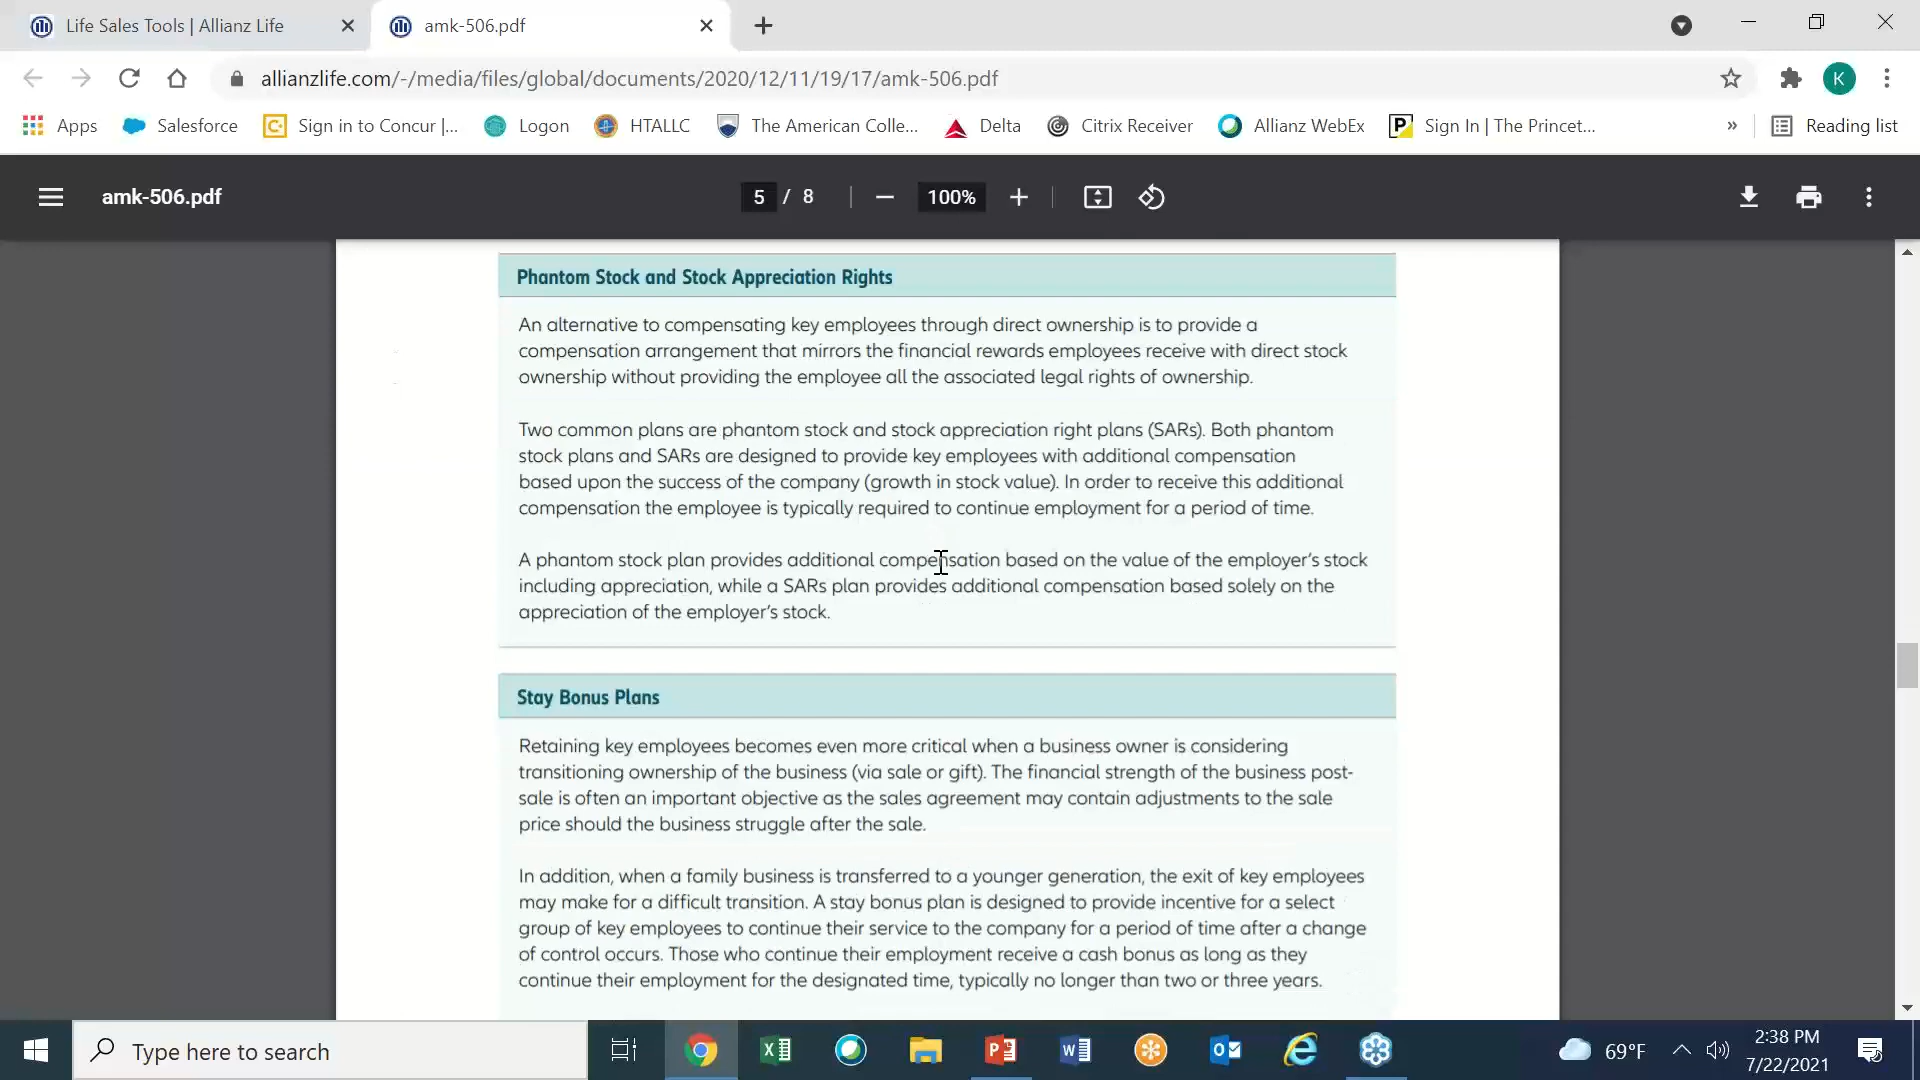 Life Sales Tools | Allianz Life
amk-506.pdf
K
allianzlife.com/-/media/files/global/documents/2020/12/11/19/17/amk-506.pdf
Apps
Salesforce
Sign in to Concur |...
Logon
HTALLC
The American Colle...
Delta
Citrix Receiver
Allianz WebEx
Sign In | The Princet...
»
Reading list
amk-506.pdf
5 / 8
100%
Phantom Stock and Stock Appreciation Rights
An alternative to compensating key employees through direct ownership is to provide a
compensation arrangement that mirrors the financial rewards employees receive with direct stock
ownership without providing the employee all the associated legal rights of ownership.
Two common plans are phantom stock and stock appreciation right plans (SARs). Both phantom
stock plans and SARs are designed to provide key employees with additional compensation
based upon the success of the company (growth in stock value). In order to receive this additional
compensation the employee is typically required to continue employment for a period of time.
A phantom stock plan provides additional compensation based on the value of the employer's stock
including appreciation, while a SARs plan provides additional compensation based solely on the
appreciation of the employer's stock.
Stay Bonus Plans
Retaining key employees becomes even more critical when a business owner is considering
transitioning ownership of the business (via sale or gift). The financial strength of the business post-
sale is often an important objective as the sales agreement may contain adjustments to the sale
price should the business struggle after the sale.
In addition, when a family business is transferred to a younger generation, the exit of key employees
may make for a difficult transition. A stay bonus plan is designed to provide incentive for a select
group of key employees to continue their service to the company for a period of time after a change
of control occurs. Those who continue their employment receive a cash bonus as long as they
continue their employment for the designated time, typically no longer than two or three years.
Type here to search
69°F
2:38 PM
7/22/2021